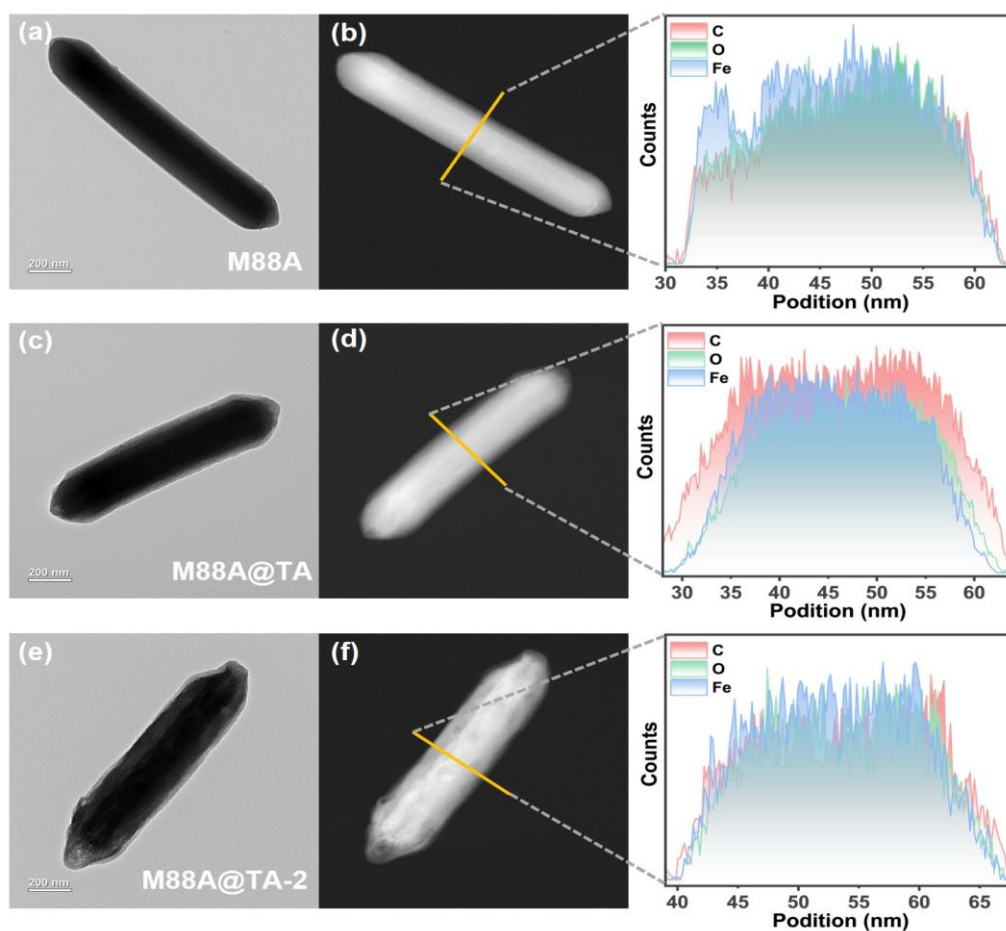 (a)
200 nm
M88A
(b)
C
O
Fe
Counts
30 35 40 45 50 55 60
Podition (nm)
(c)
200 nm
M88A@TA
(d)
C
O
Fe
Counts
30 35 40 45 50 55 60
Podition (nm)
(e)
200 nm
M88A@TA-2
(f)
C
O
Fe
Counts
40 45 50 55 60 65
Podition (nm)